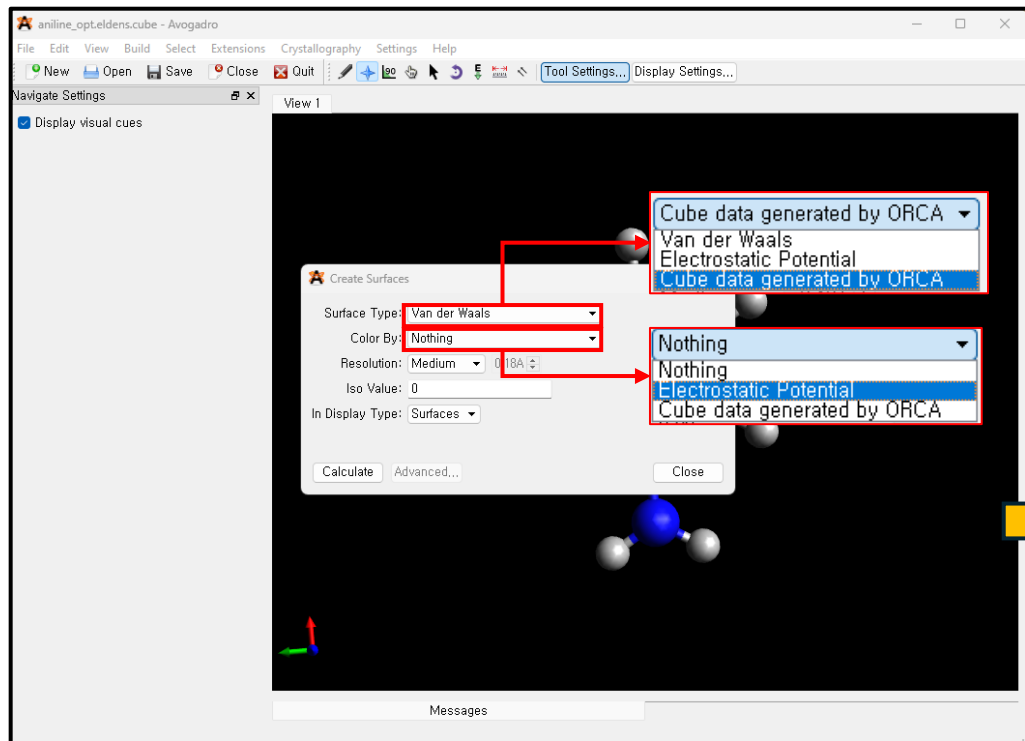 aniline_opt.eldens.cube - Avogadro
File Edit View Build Select Extensions Crystallography Settings Help
New Open Save Close Quit Tool Settings... Display Settings...
Navigate Settings
View 1
Display visual cues
Cube data generated by ORCA
Van der Waals
Electrostatic Potential
Cube data generated by ORCA
Create Surfaces
Surface Type: Van der Waals
Color By: Nothing
Resolution: Medium 0.18A
Iso Value: 0
In Display Type: Surfaces
Calculate Advanced... Close
Nothing
Nothing
Electrostatic Potential
Cube data generated by ORCA
Messages